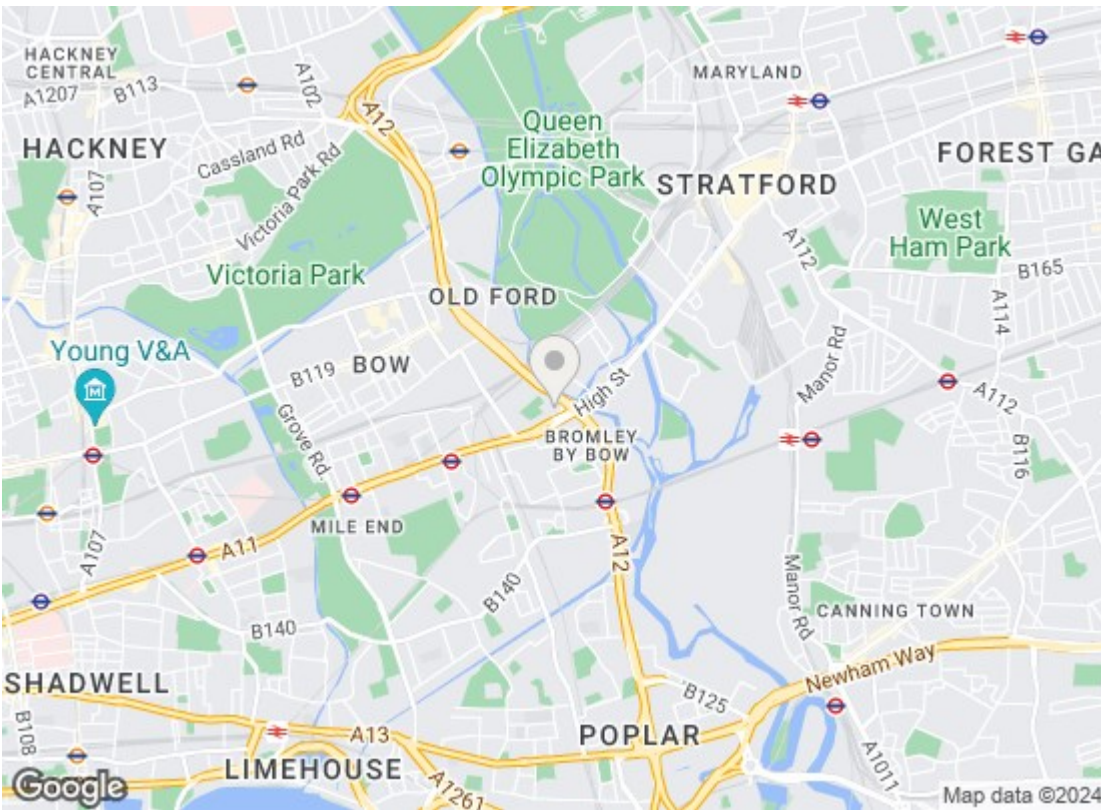 HACKNEY
CENTRAL
A1207
B113
A102
A12
MARYLAND
HACKNEY
Cassland Rd
A107
Victoria Park Rd
Queen
Elizabeth
Olympic Park
STRATFORD
FOREST GA
West
Ham Park
A112
B165
Victoria Park
OLD FORD
A114
Young V&A
B119
BOW
Manor Rd
Grove Rd.
High St
A112
BROMLEY
BY BOW
B116
MILE END
A107
A11
A12
B140
Manor Rd
B140
CANNING TOWN
SHADWELL
Newham Way
B125
B108
A13
POPLAR
LIMEHOUSE
A1261
A1011
Google
Map data ©2024